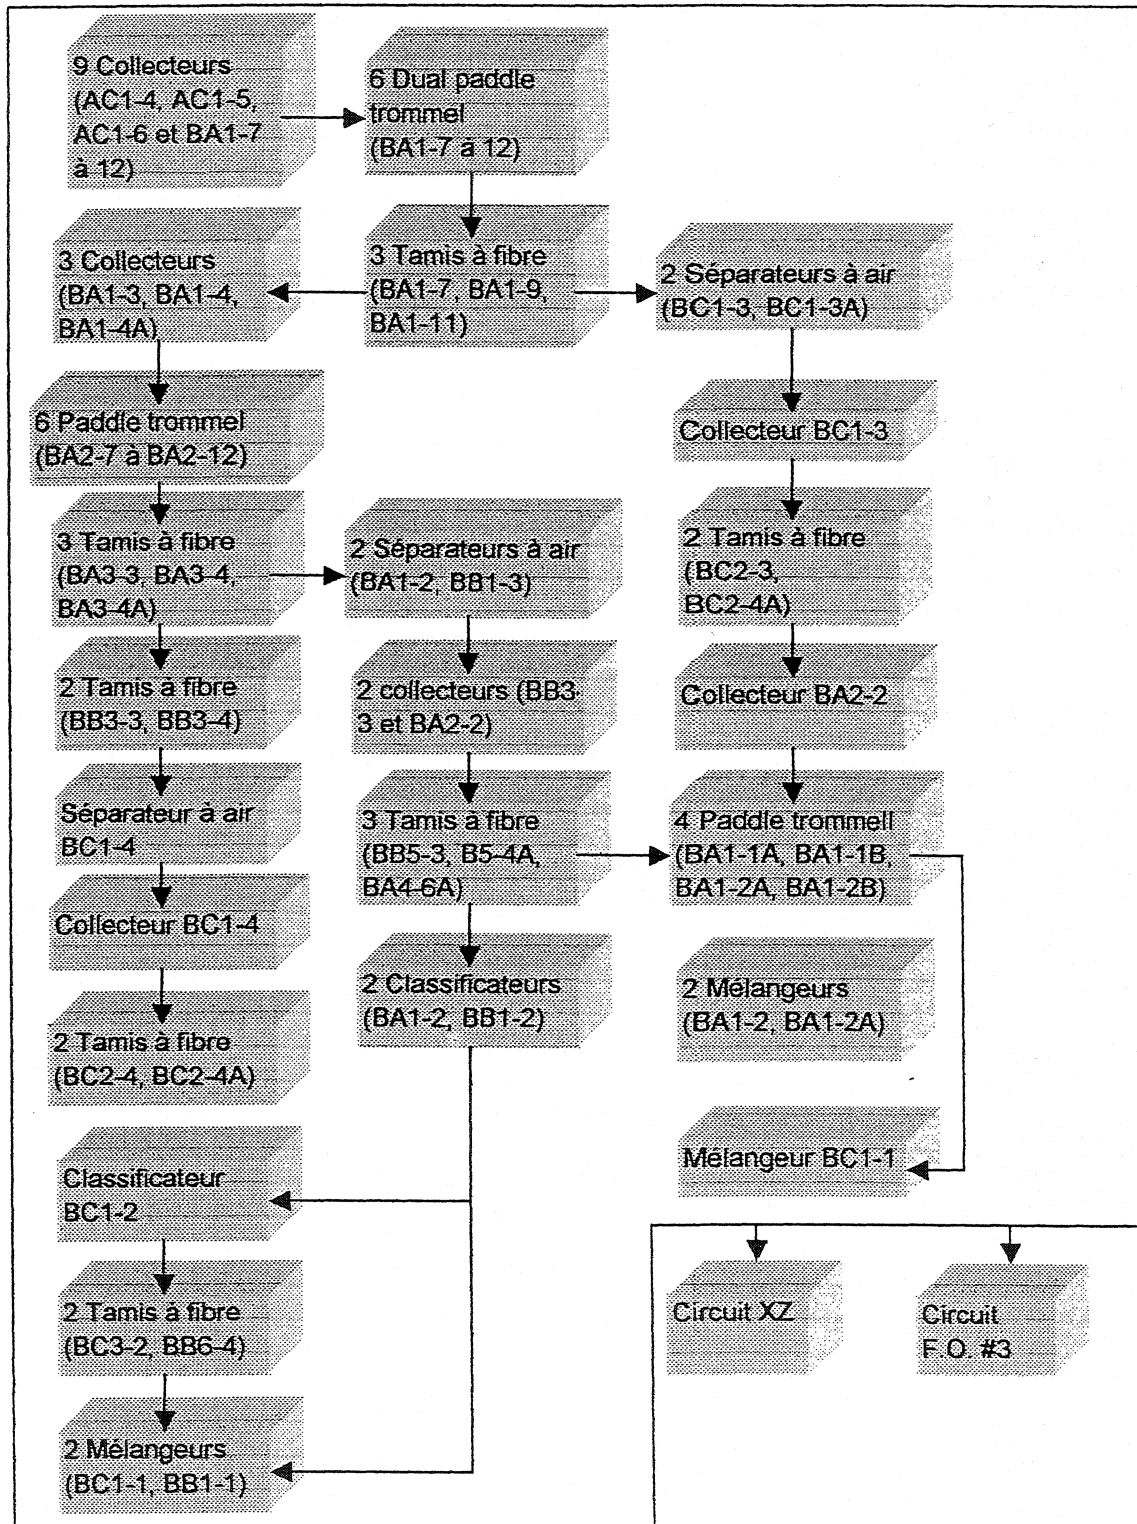 9 Collecteurs
(AC1-4, AC1-5,
AC1-6 et BA1-7
à 12)
6 Dual paddle
trommel
(BA1-7 à 12)
3 Collecteurs
(BA1-3, BA1-4,
BA1-4A)
3 Tamis à fibre
(BA1-7, BA1-9,
BA1-11)
2 Séparateurs à air
(BC1-3, BC1-3A)
6 Paddle trommel
(BA2-7 à BA2-12)
Collecteur BC1-3
3 Tamis à fibre
(BA3-3, BA3-4,
BA3-4A)
2 Séparateurs à air
(BA1-2, BB1-3)
2 Tamis à fibre
(BC2-3,
BC2-4A)
2 Tamis à fibre
(BB3-3, BB3-4)
2 collecteurs (BB3-
3 et BA2-2)
Collecteur BA2-2
Séparateur à air
BC1-4
3 Tamis à fibre
(BB5-3, B5-4A,
BA4-6A)
4 Paddle trommell
(BA1-1A, BA1-1B,
BA1-2A, BA1-2B)
Collecteur BC1-4
2 Classificateurs
(BA1-2, BB1-2)
2 Mélangeurs
(BA1-2, BA1-2A)
2 Tamis à fibre
(BC2-4, BC2-4A)
Classificateur
BC1-2
Mélangeur BC1-1
2 Tamis à fibre
(BC3-2, BB6-4)
Circuit XZ
Circuit
F.O. #3
2 Mélangeurs
(BC1-1, BB1-1)